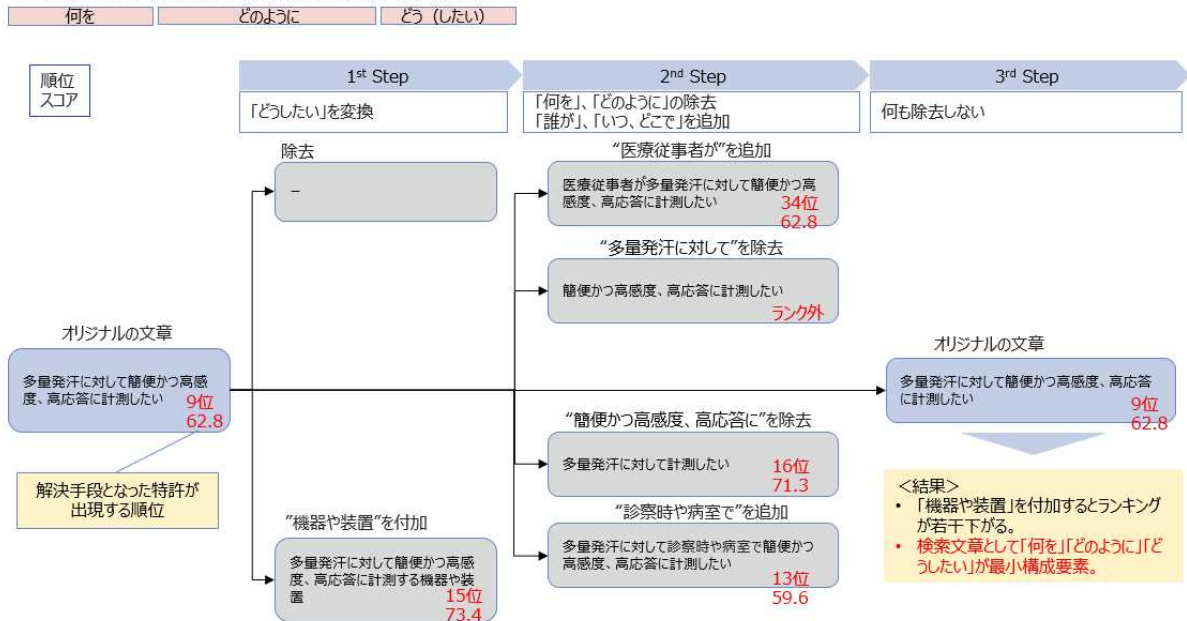 何を
どのように
どう（したい）
順位
スコア
1st Step
2nd Step
3rd Step
「どうしたい」を変換
「何を」、「どのように」の除去
「誰が」、「いつ、どこで」を追加
何も除去しない
除去
–
“医療従事者が”を追加
医療従事者が多量発汗に対して簡便かつ高
感度、高応答に計測したい
34位
62.8
“多量発汗に対して”を除去
簡便かつ高感度、高応答に計測したい
ランク外
オリジナルの文章
多量発汗に対して簡便かつ高感
度、高応答に計測したい
9位
62.8
オリジナルの文章
多量発汗に対して簡便かつ高感度、高応答
に計測したい
9位
62.8
“簡便かつ高感度、高応答に”を除去
多量発汗に対して計測したい
16位
71.3
解決手段となった特許が
出現する順位
”機器や装置”を付加
多量発汗に対して簡便かつ高感
度、高応答に計測する機器や装
置
15位
73.4
“診察時や病室で”を追加
多量発汗に対して診察時や病室で簡便かつ
高感度、高応答に計測したい
13位
59.6
＜結果＞
• 「機器や装置」を付加するとランキング
が若干下がる。
• 検索文章として「何を」「どのように」「ど
うしたい」が最小構成要素。